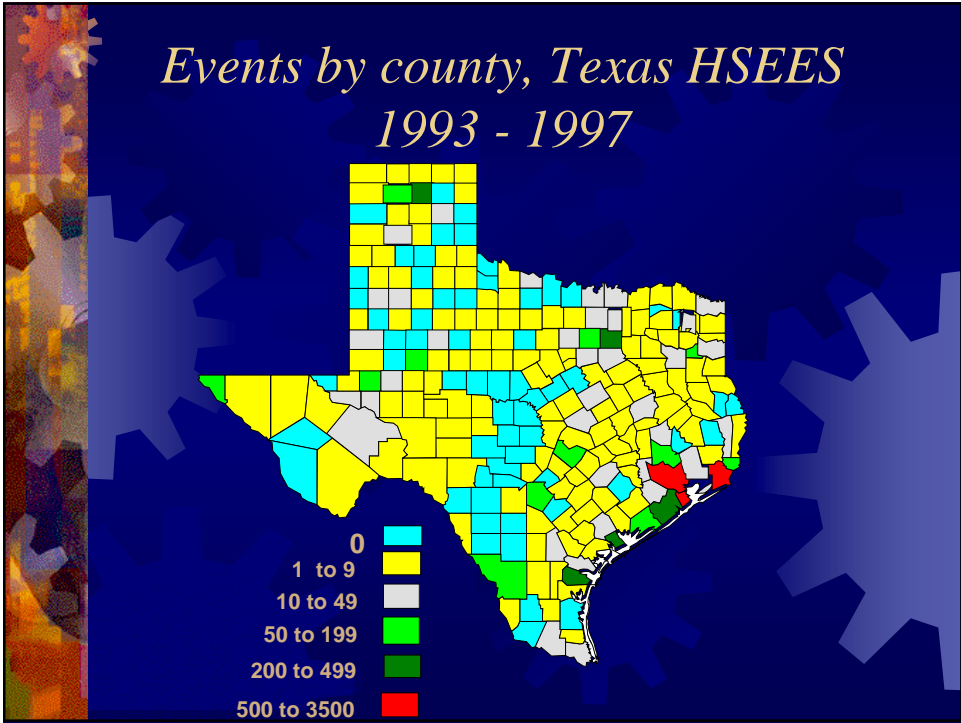 Events by county, Texas HSEES
1993 - 1997
0
1 to 9
10 to 49
50 to 199
200 to 499
500 to 3500